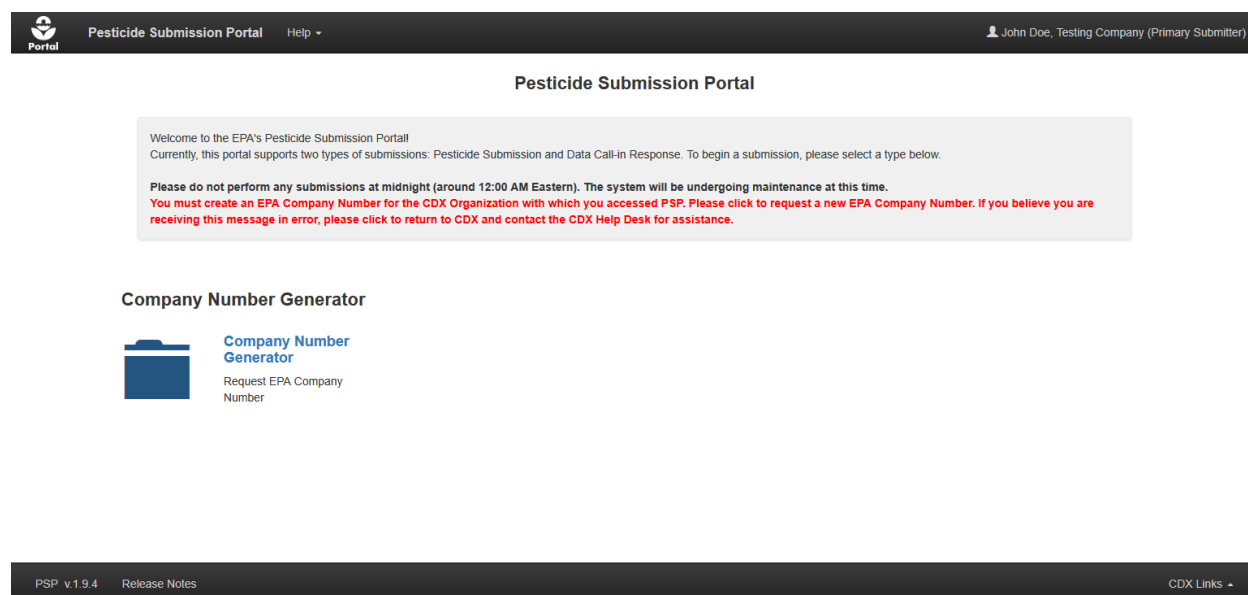 Portal
Pesticide Submission Portal Help
John Doe, Testing Company (Primary Submitter)
Pesticide Submission Portal
Welcome to the EPA's Pesticide Submission Portal!
Currently, this portal supports two types of submissions: Pesticide Submission and Data Call-in Response. To begin a submission, please select a type below.
Please do not perform any submissions at midnight (around 12:00 AM Eastern). The system will be undergoing maintenance at this time.
You must create an EPA Company Number for the CDX Organization with which you accessed PSP. Please click to request a new EPA Company Number. If you believe you are
receiving this message in error, please click to return to CDX and contact the CDX Help Desk for assistance.
Company Number Generator
Company Number
Generator
Request EPA Company
Number
PSP v.1.9.4 Release Notes
CDX Links